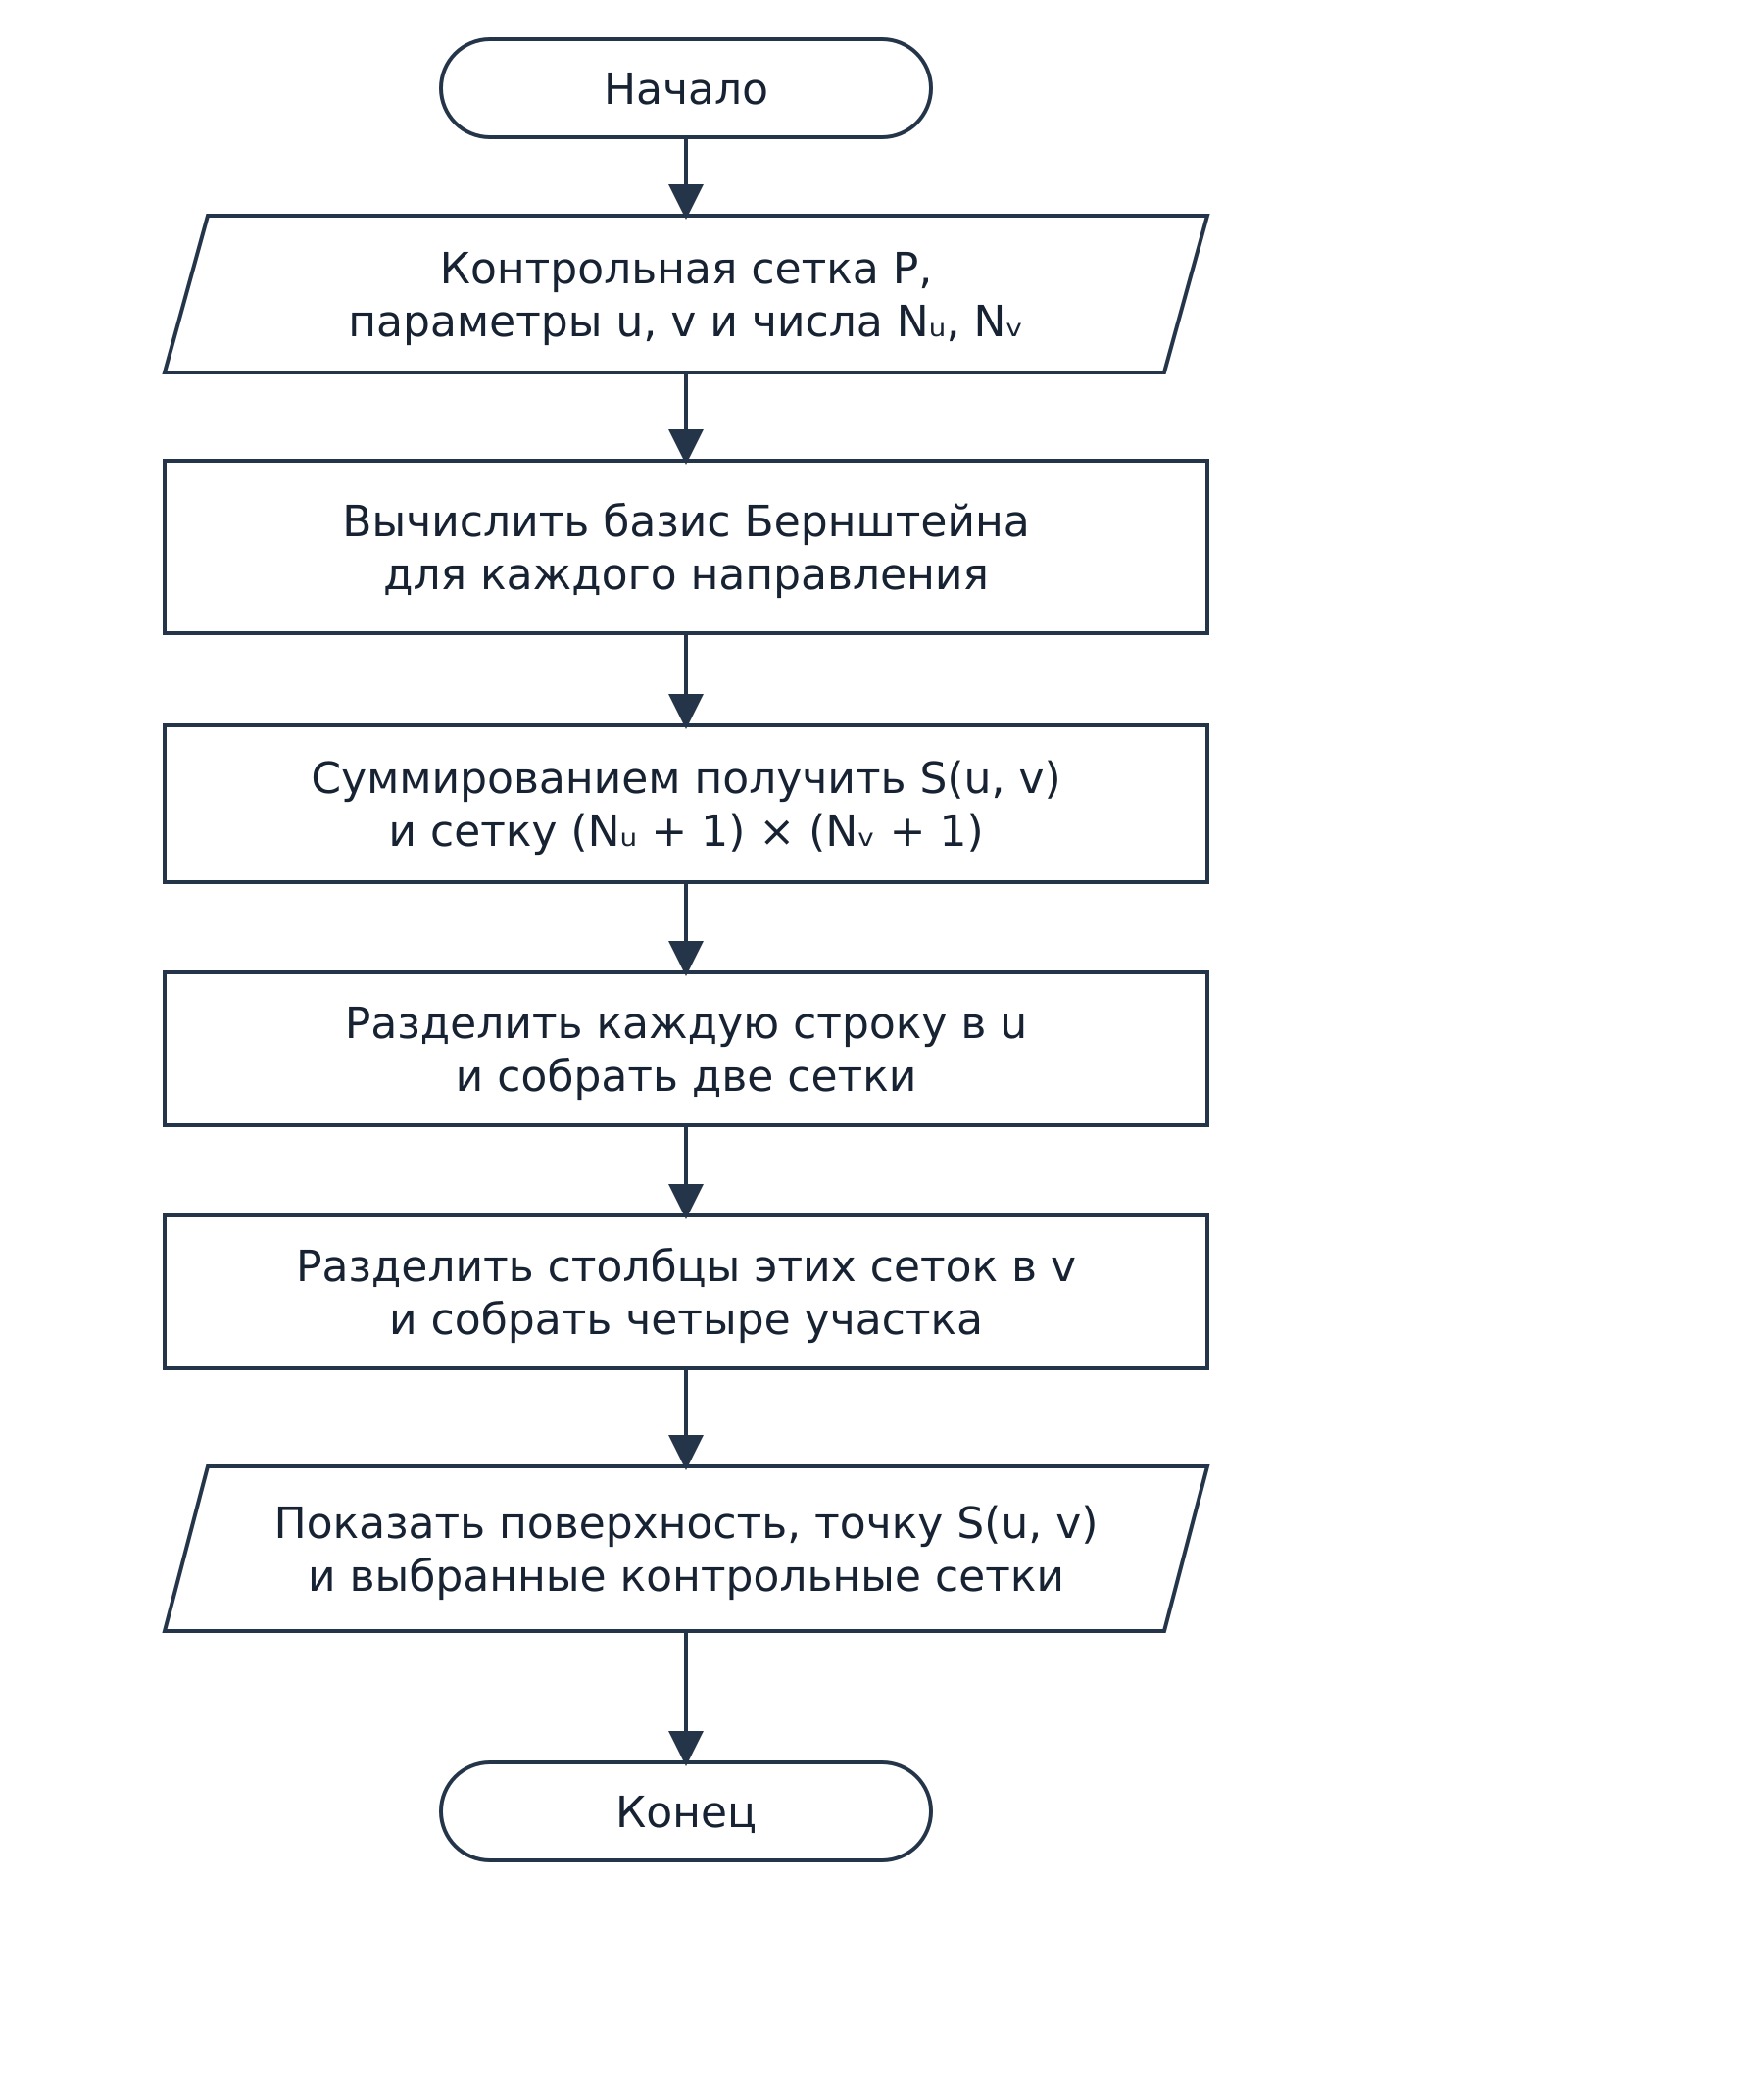 Начало
Контрольная сетка P,
параметры u, v и числа Nᵤ, Nᵥ
Вычислить базис Бернштейна
для каждого направления
Суммированием получить S(u, v)
и сетку (Nᵤ + 1) × (Nᵥ + 1)
Разделить каждую строку в u
и собрать две сетки
Разделить столбцы этих сеток в v
и собрать четыре участка
Показать поверхность, точку S(u, v)
и выбранные контрольные сетки
Конец